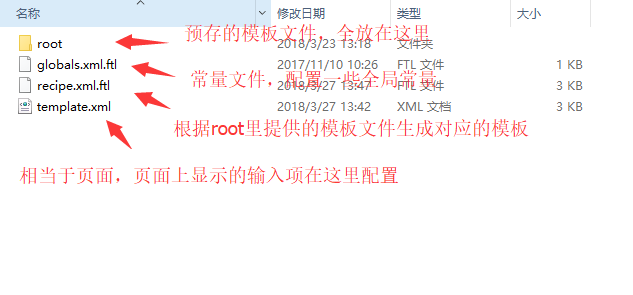 名称 修改日期 类型 大小
预存的模板文件，全放在这里
root 2018/3/23 13:18 文件夹
globals.xml.ftl 2017/11/10 10:26 FTL 文件 1 KB
常量文件，配置一些全局常量
recipe.xml.ftl 2018/3/27 13:47 FTL 文件 3 KB
template.xml 2018/3/27 13:42 XML 文档 3 KB
根据root里提供的模板文件生成对应的模板
相当于页面，页面上显示的输入项在这里配置